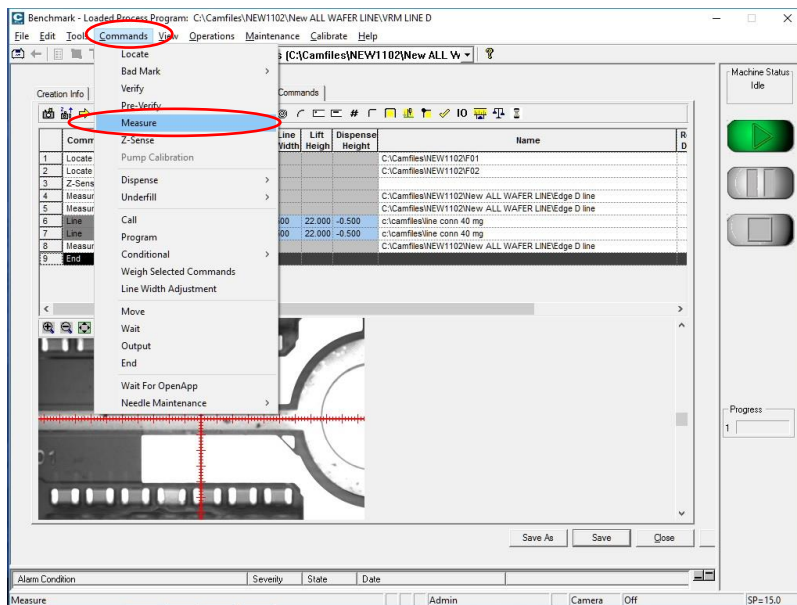 Benchmark - Loaded Process Program: C:\Camfiles\NEW1102\New ALL WAFER LINE\VRM LINE D
File Edit Tools Commands View Operations Maintenance Calibrate Help
s [C:\Camfiles\NEW1102\New ALL W
Machine Status
Idle
Creation Info
Commands
Locate
Bad Mark
Verify
Pre-Verify
Measure
Z-Sense
Pump Calibration
Dispense
Underfill
Call
Program
Conditional
Weigh Selected Commands
Line Width Adjustment
Move
Wait
Output
End
Wait For OpenApp
Needle Maintenance
Comm Line Width Lift Heigh Dispense Height Name R D
1 Locate C:\Camfiles\NEW1102\F01
2 Locate C:\Camfiles\NEW1102\F02
3 Z-Sens
4 Measur C:\Camfiles\NEW1102\New ALL WAFER LINE\Edge D line
5 Measur C:\Camfiles\NEW1102\New ALL WAFER LINE\Edge D line
6 Line 00 22.000 -0.500 c:\camfiles\line conn 40 mg
7 Line 00 22.000 -0.500 c:\camfiles\line conn 40 mg
8 Measur C:\Camfiles\NEW1102\New ALL WAFER LINE\Edge D line
9 End
Progress
1
Save As Save Close
Alarm Condition Severity State Date
Measure Admin Camera Off SP=15.0